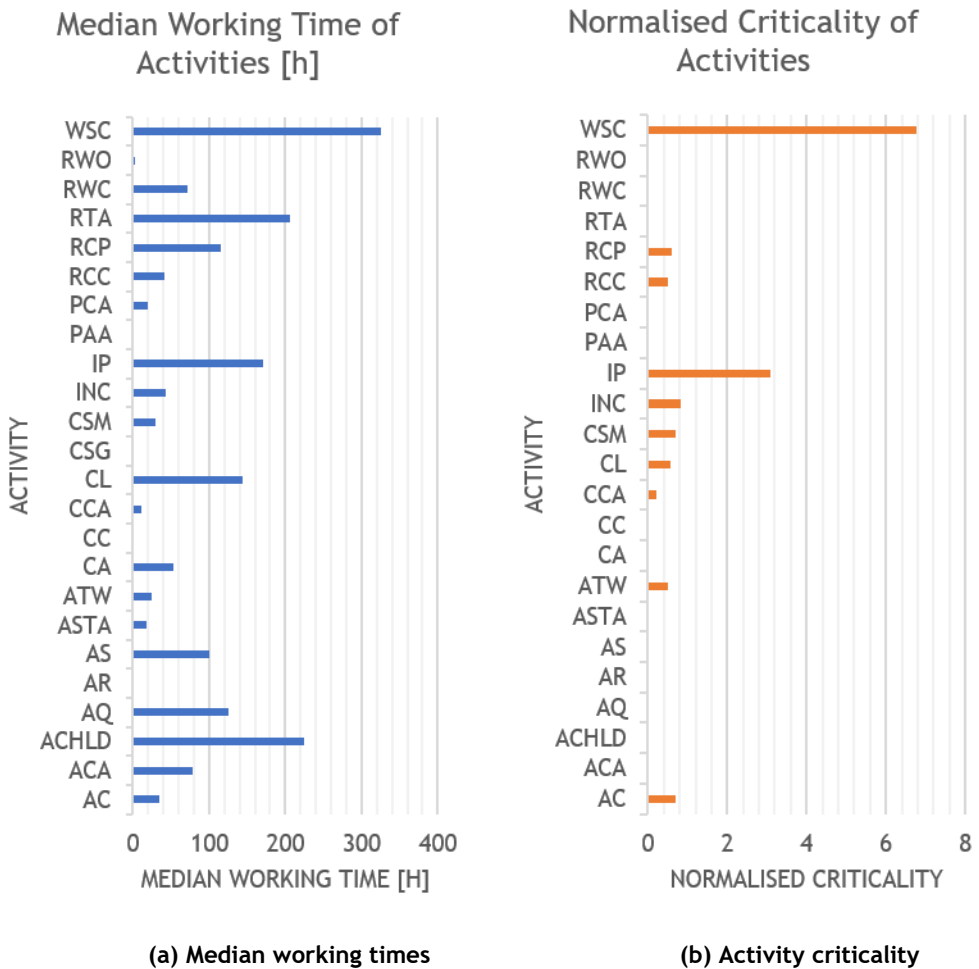 Median Working Time of
Activities [h]
WSC
RWO
RWC
RTA
RCP
RCC
PCA
PAA
IP
INC
CSM
CSG
CL
CCA
CC
CA
ATW
ASTA
AS
AR
AQ
ACHLD
ACA
AC
ACTIVITY
0 100 200 300 400
MEDIAN WORKING TIME [H]
(a) Median working times
Normalised Criticality of
Activities
WSC
RWO
RWC
RTA
RCP
RCC
PCA
PAA
IP
INC
CSM
CL
CCA
CC
CA
ATW
ASTA
AS
AR
AQ
ACHLD
ACA
AC
ACTIVITY
0 2 4 6 8
NORMALISED CRITICALITY
(b) Activity criticality